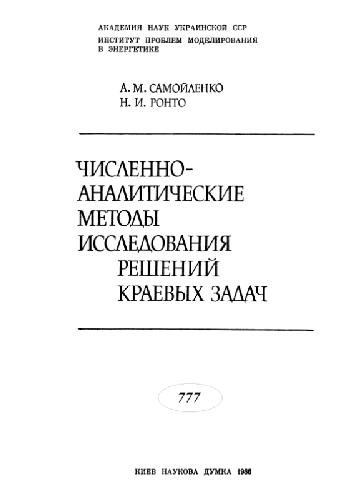 АКАДЕМИЯ НАУК УКРАИНСКОЙ ССР
ИНСТИТУТ ПРОБЛЕМ МОДЕЛИРОВАНИЯ
В ЭНЕРГЕТИКЕ
А. М. САМОЙЛЕНКО
Н. И. РОНТО
ЧИСЛЕННО-
АНАЛИТИЧЕСКИЕ
МЕТОДЫ
ИССЛЕДОВАНИЯ
РЕШЕНИЙ
КРАЕВЫХ ЗАДАЧ
777
КИЕВ НАУКОВА ДУМКА 1986